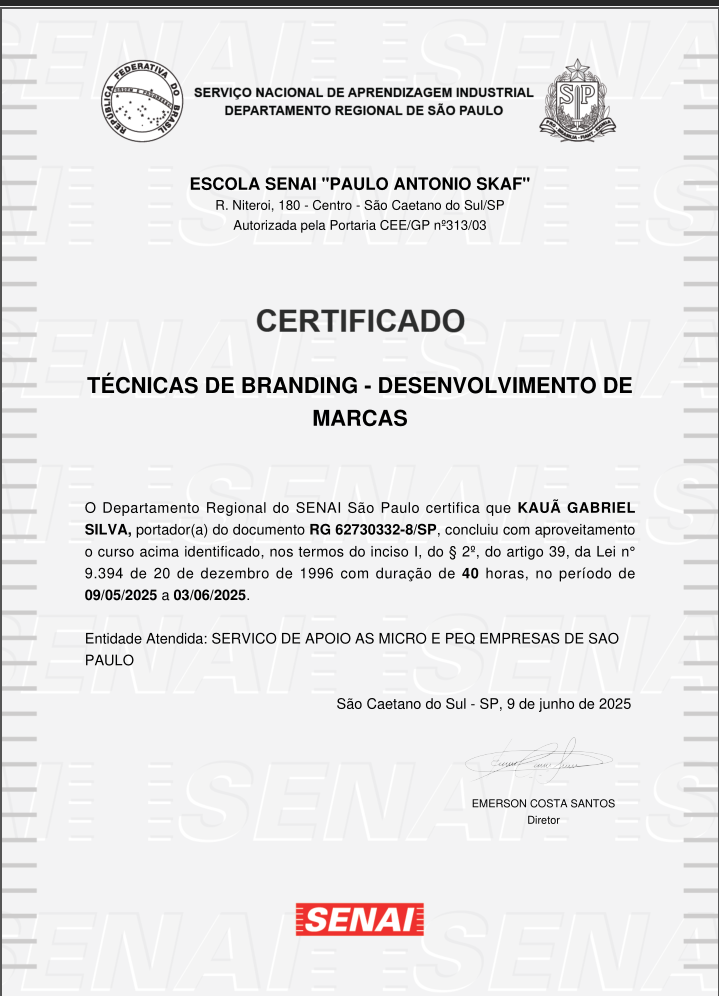 REPÚBLICA FEDERATIVA DO BRASIL
ORDEM E PROGRESSO
SERVIÇO NACIONAL DE APRENDIZAGEM INDUSTRIAL
DEPARTAMENTO REGIONAL DE SÃO PAULO
SP
ESCOLA SENAI "PAULO ANTONIO SKAF"
R. Niteroi, 180 - Centro - São Caetano do Sul/SP
Autorizada pela Portaria CEE/GP nº313/03
CERTIFICADO
TÉCNICAS DE BRANDING - DESENVOLVIMENTO DE
MARCAS
O Departamento Regional do SENAI São Paulo certifica que KAUÃ GABRIEL
SILVA, portador(a) do documento RG 62730332-8/SP, concluiu com aproveitamento
o curso acima identificado, nos termos do inciso I, do § 2º, do artigo 39, da Lei n°
9.394 de 20 de dezembro de 1996 com duração de 40 horas, no período de
09/05/2025 a 03/06/2025.
Entidade Atendida: SERVICO DE APOIO AS MICRO E PEQ EMPRESAS DE SAO
PAULO
São Caetano do Sul - SP, 9 de junho de 2025
EMERSON COSTA SANTOS
Diretor
SENAI